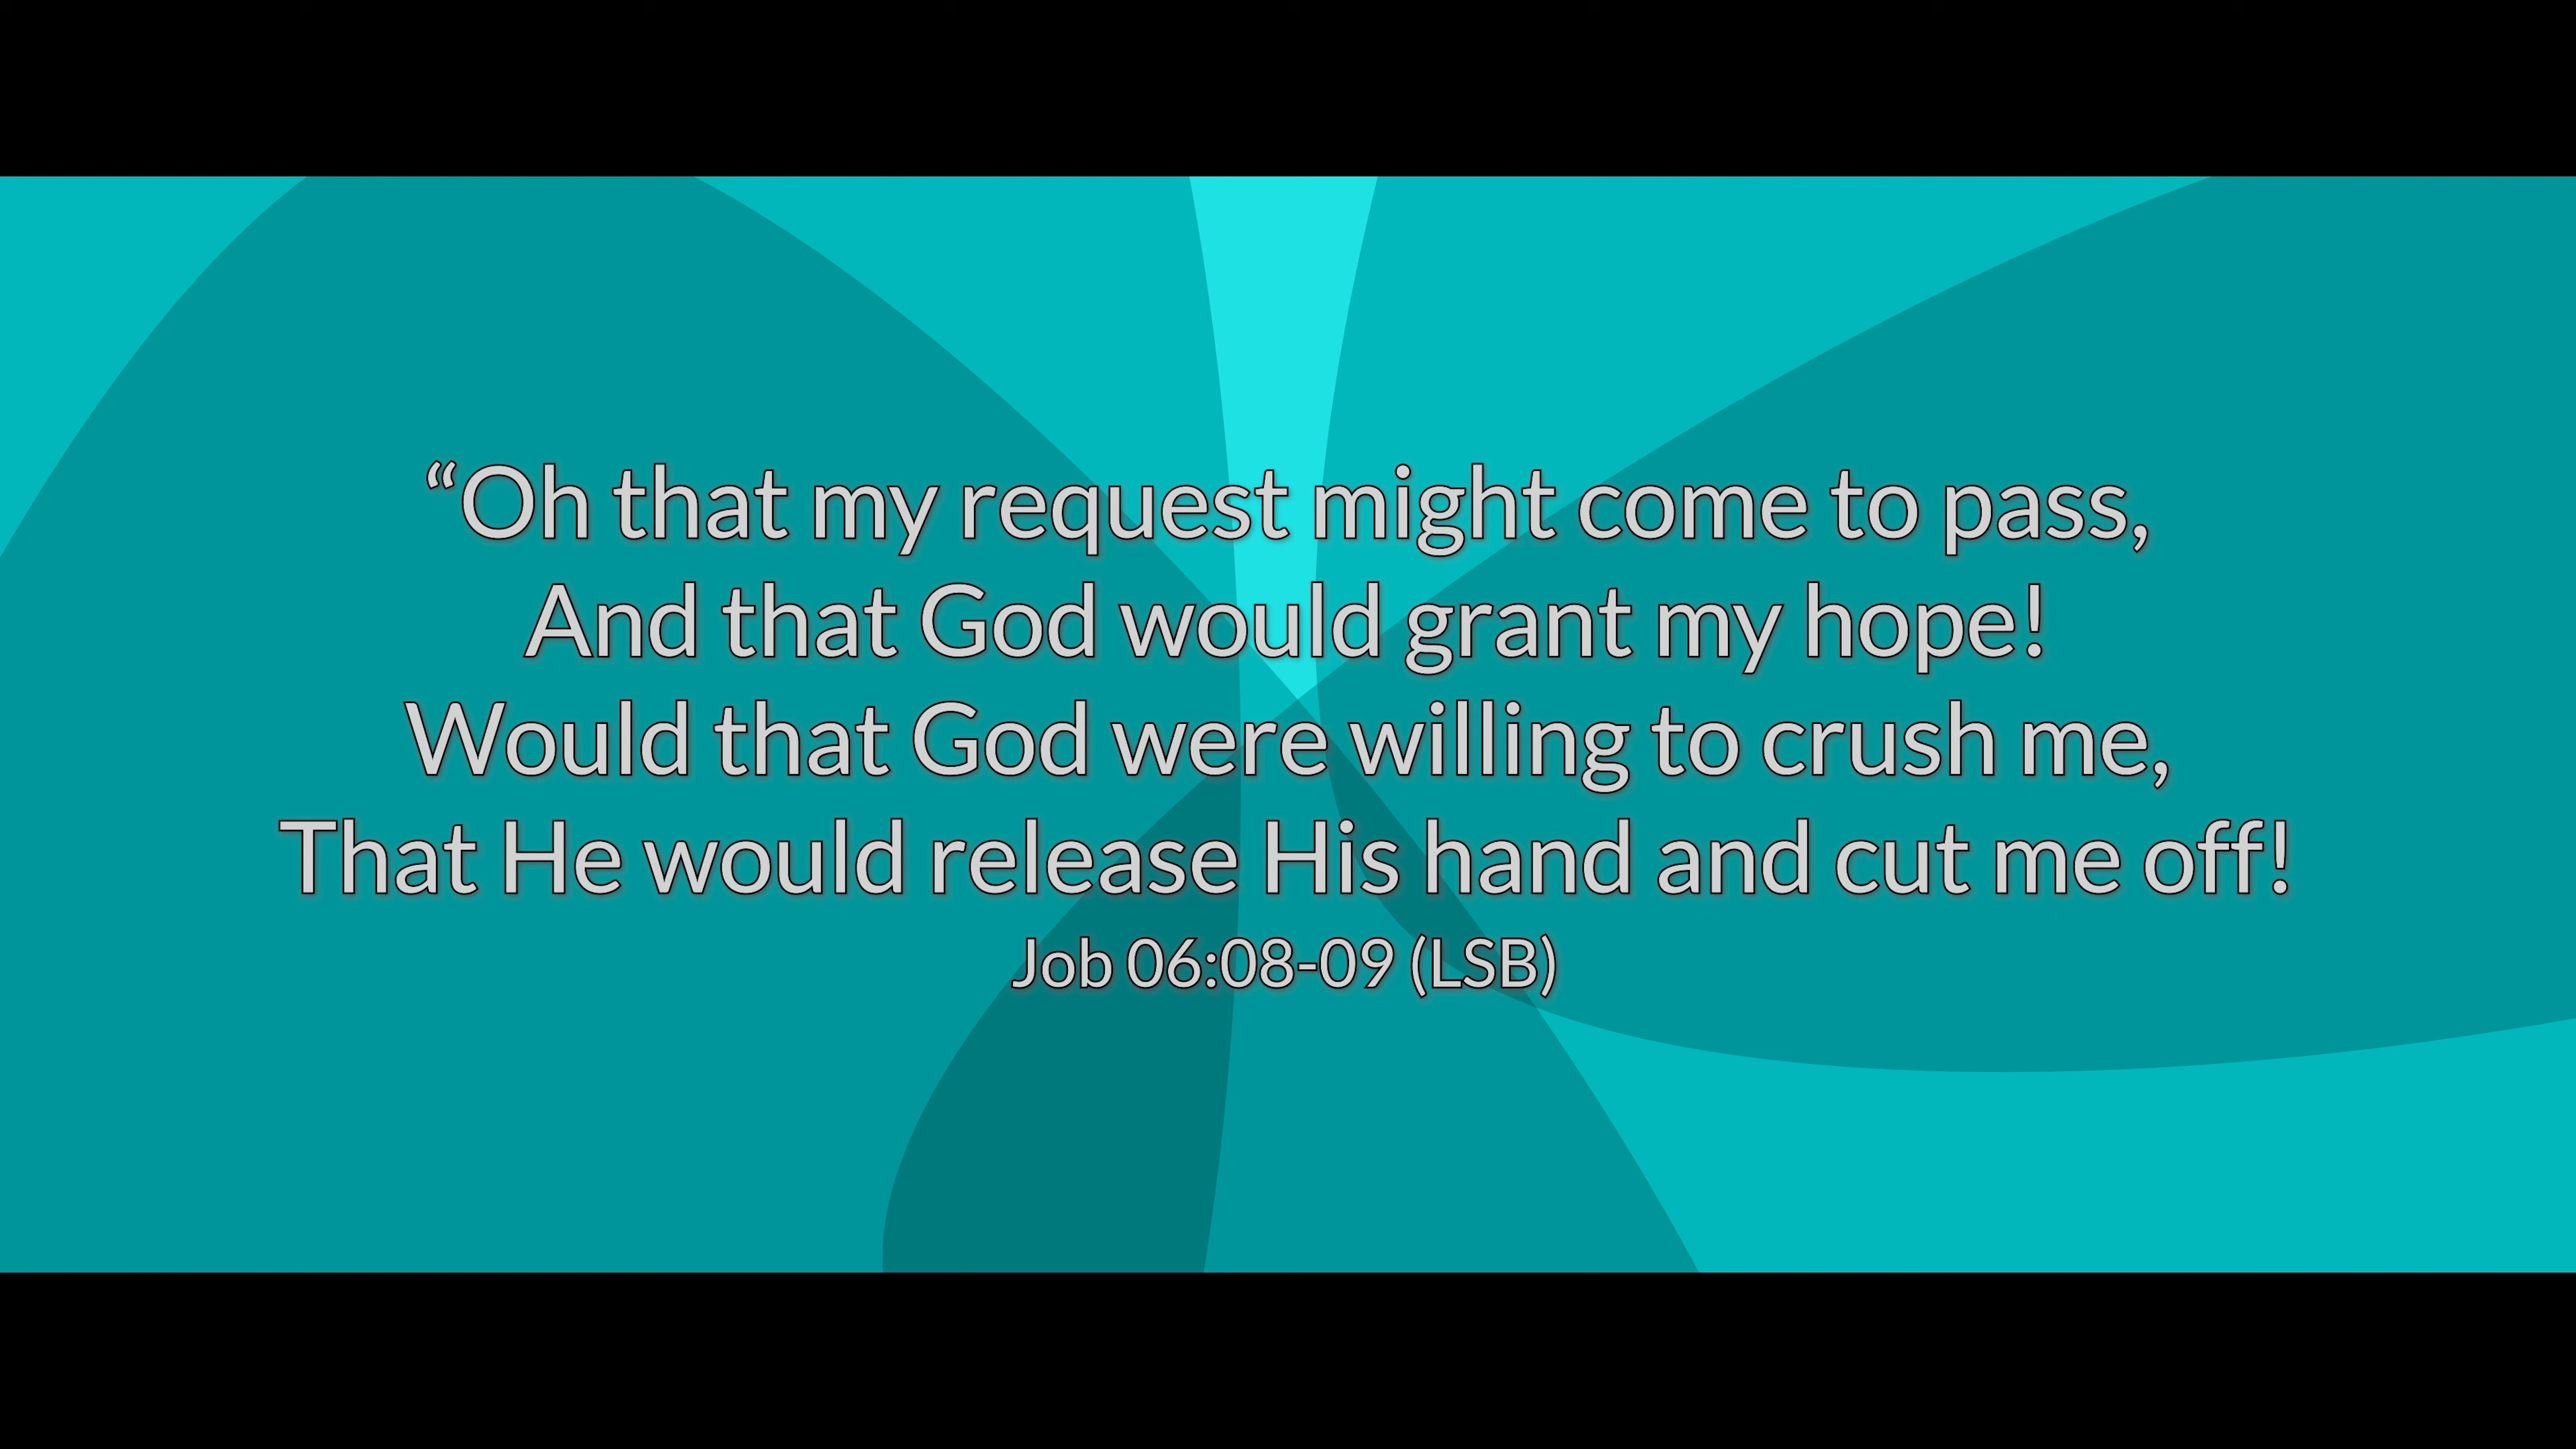 “Oh that my request might come to pass,
And that God would grant my hope!
Would that God were willing to crush me,
That He would release His hand and cut me off!
Job 06:08-09 (LSB)